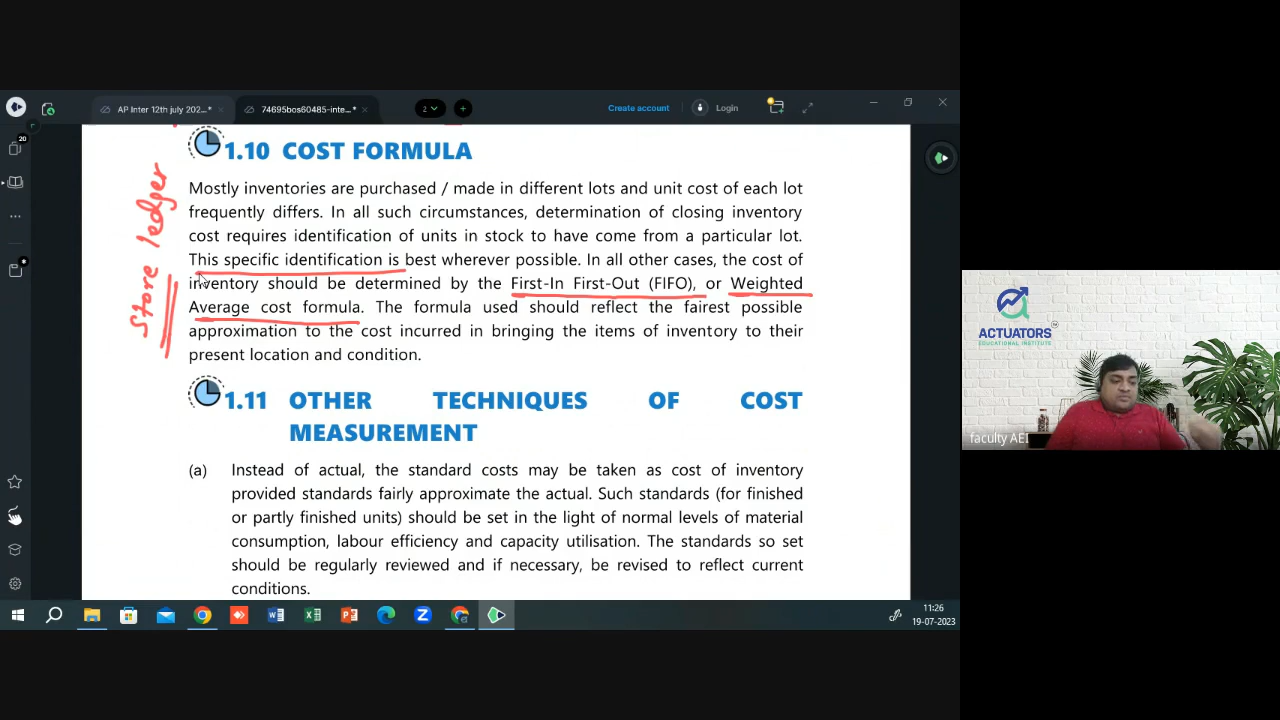 AP Inter 12th july 202...*
74695bos60485-inte...*
2
Create account
Login
20
1.10 COST FORMULA
Mostly inventories are purchased / made in different lots and unit cost of each lot
frequently differs. In all such circumstances, determination of closing inventory
cost requires identification of units in stock to have come from a particular lot.
This specific identification is best wherever possible. In all other cases, the cost of
inventory should be determined by the First-In First-Out (FIFO), or Weighted
Average cost formula. The formula used should reflect the fairest possible
approximation to the cost incurred in bringing the items of inventory to their
present location and condition.
Store ledger
1.11 OTHER TECHNIQUES OF COST
MEASUREMENT
(a) Instead of actual, the standard costs may be taken as cost of inventory
provided standards fairly approximate the actual. Such standards (for finished
or partly finished units) should be set in the light of normal levels of material
consumption, labour efficiency and capacity utilisation. The standards so set
should be regularly reviewed and if necessary, be revised to reflect current
conditions.
11:26
19-07-2023
ACTUATORS
EDUCATIONAL INSTITUTE
faculty AEI